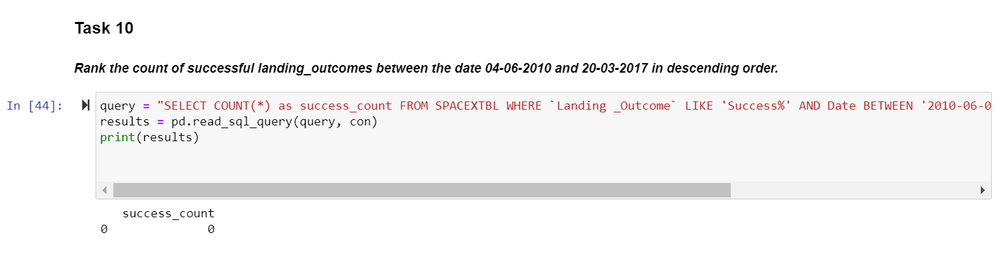 Task 10
Rank the count of successful landing_outcomes between the date 04-06-2010 and 20-03-2017 in descending order.
In [44]: query = "SELECT COUNT(*) as success_count FROM SPACEXTBL WHERE `Landing _Outcome` LIKE 'Success%' AND Date BETWEEN '2010-06-0
results = pd.read_sql_query(query, con)
print(results)
success_count
0 0